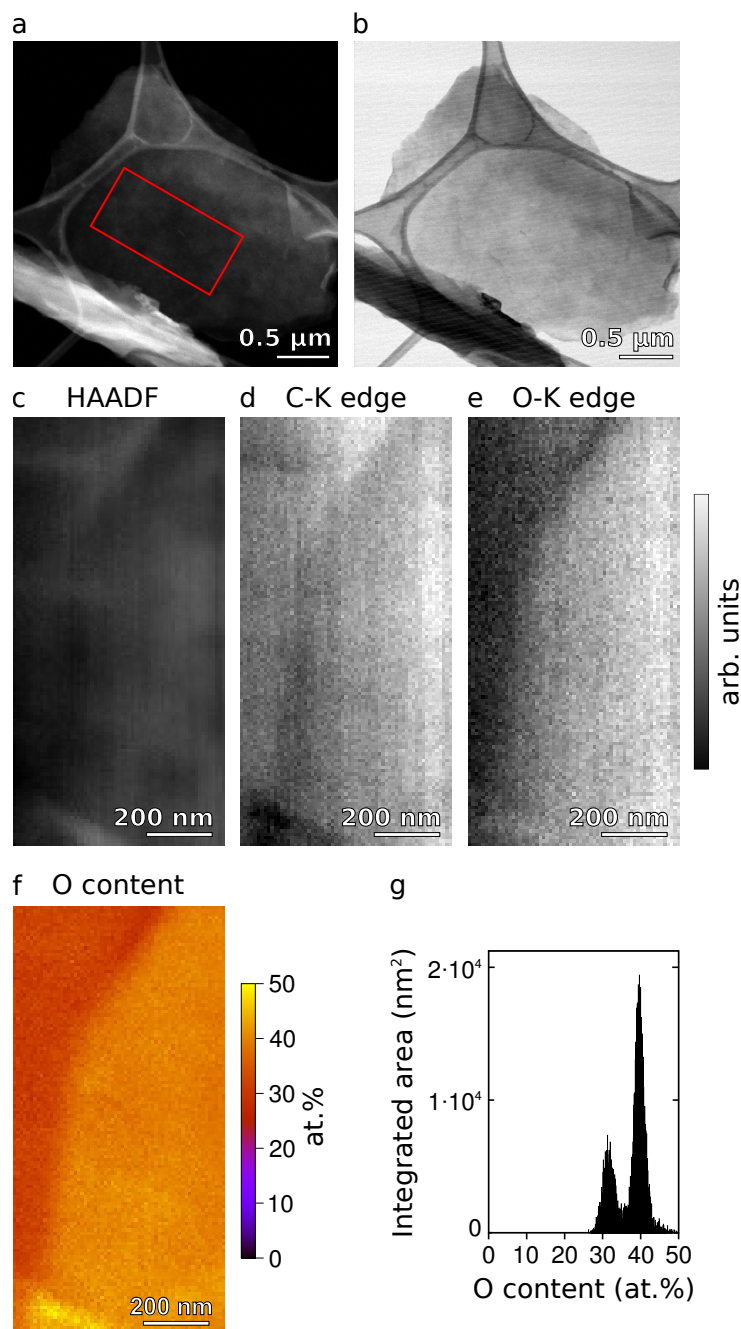 a
b
0.5 µm
0.5 µm
c HAADF
d C-K edge
e O-K edge
200 nm
200 nm
200 nm
arb. units
f O content
50
40
30
20
10
0
at.%
200 nm
g
Integrated area (nm²)
2·10⁴
1·10⁴
0
0 10 20 30 40 50
O content (at.%)